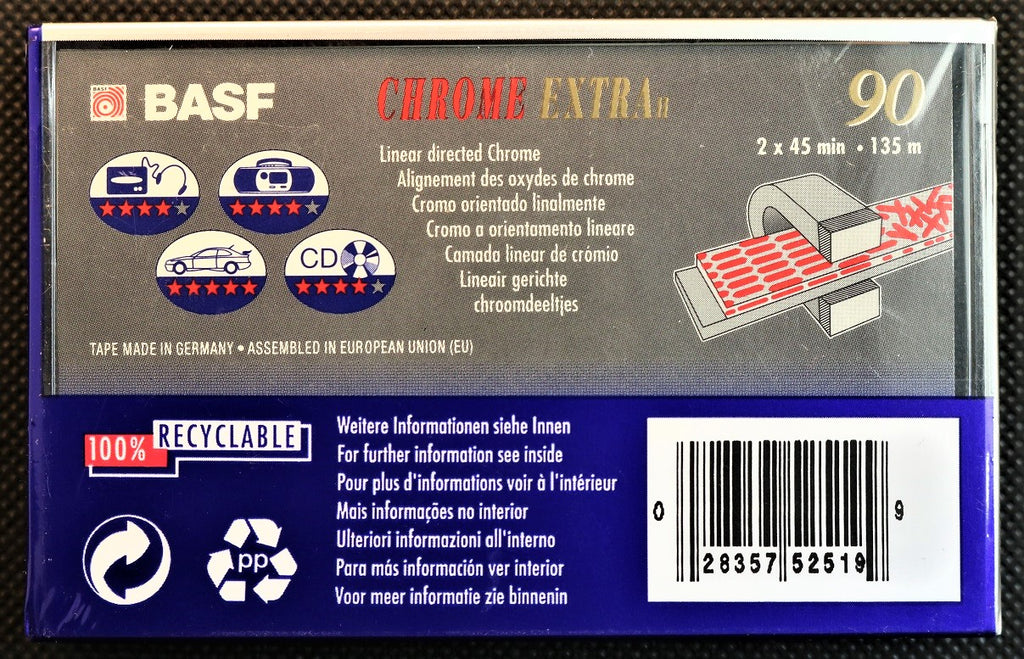 BASF
BASF
CHROME EXTRA II
90
2 x 45 min • 135 m
Linear directed Chrome
Alignement des oxydes de chrome
Cromo orientado linalmente
Cromo a orientamento lineare
Camada linear de crómio
Lineair gerichte
chroomdeeltjes
CD
TAPE MADE IN GERMANY • ASSEMBLED IN EUROPEAN UNION (EU)
100% RECYCLABLE
Weitere Informationen siehe Innen
For further information see inside
Pour plus d'informations voir à l'intérieur
Mais informações no interior
Ulteriori informazioni all'interno
Para más información ver interior
Voor meer informatie zie binnenin
PP
0 28357 52519 9